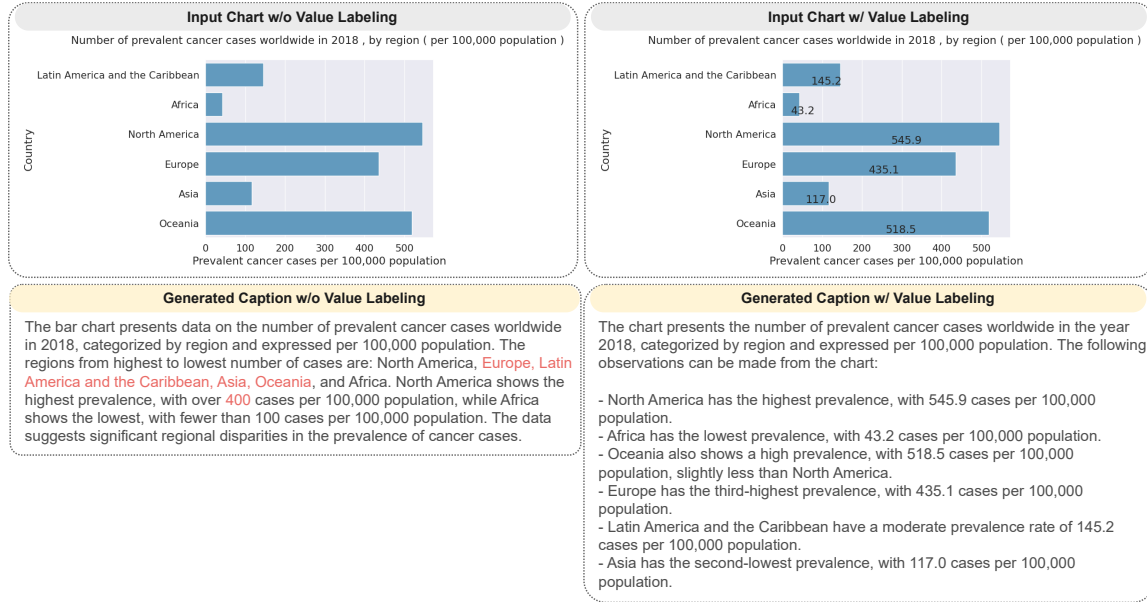 Input Chart w/o Value Labeling
Number of prevalent cancer cases worldwide in 2018 , by region ( per 100,000 population )
Country
Latin America and the Caribbean
Africa
North America
Europe
Asia
Oceania
0 100 200 300 400 500
Prevalent cancer cases per 100,000 population
Input Chart w/ Value Labeling
Number of prevalent cancer cases worldwide in 2018 , by region ( per 100,000 population )
Country
Latin America and the Caribbean 145.2
Africa 43.2
North America 545.9
Europe 435.1
Asia 117.0
Oceania 518.5
0 100 200 300 400 500
Prevalent cancer cases per 100,000 population
Generated Caption w/o Value Labeling
The bar chart presents data on the number of prevalent cancer cases worldwide
in 2018, categorized by region and expressed per 100,000 population. The
regions from highest to lowest number of cases are: North America, Europe, Latin
America and the Caribbean, Asia, Oceania, and Africa. North America shows the
highest prevalence, with over 400 cases per 100,000 population, while Africa
shows the lowest, with fewer than 100 cases per 100,000 population. The data
suggests significant regional disparities in the prevalence of cancer cases.
Generated Caption w/ Value Labeling
The chart presents the number of prevalent cancer cases worldwide in the year
2018, categorized by region and expressed per 100,000 population. The following
observations can be made from the chart:
- North America has the highest prevalence, with 545.9 cases per 100,000
population.
- Africa has the lowest prevalence, with 43.2 cases per 100,000 population.
- Oceania also shows a high prevalence, with 518.5 cases per 100,000
population, slightly less than North America.
- Europe has the third-highest prevalence, with 435.1 cases per 100,000
population.
- Latin America and the Caribbean have a moderate prevalence rate of 145.2
cases per 100,000 population.
- Asia has the second-lowest prevalence, with 117.0 cases per 100,000
population.